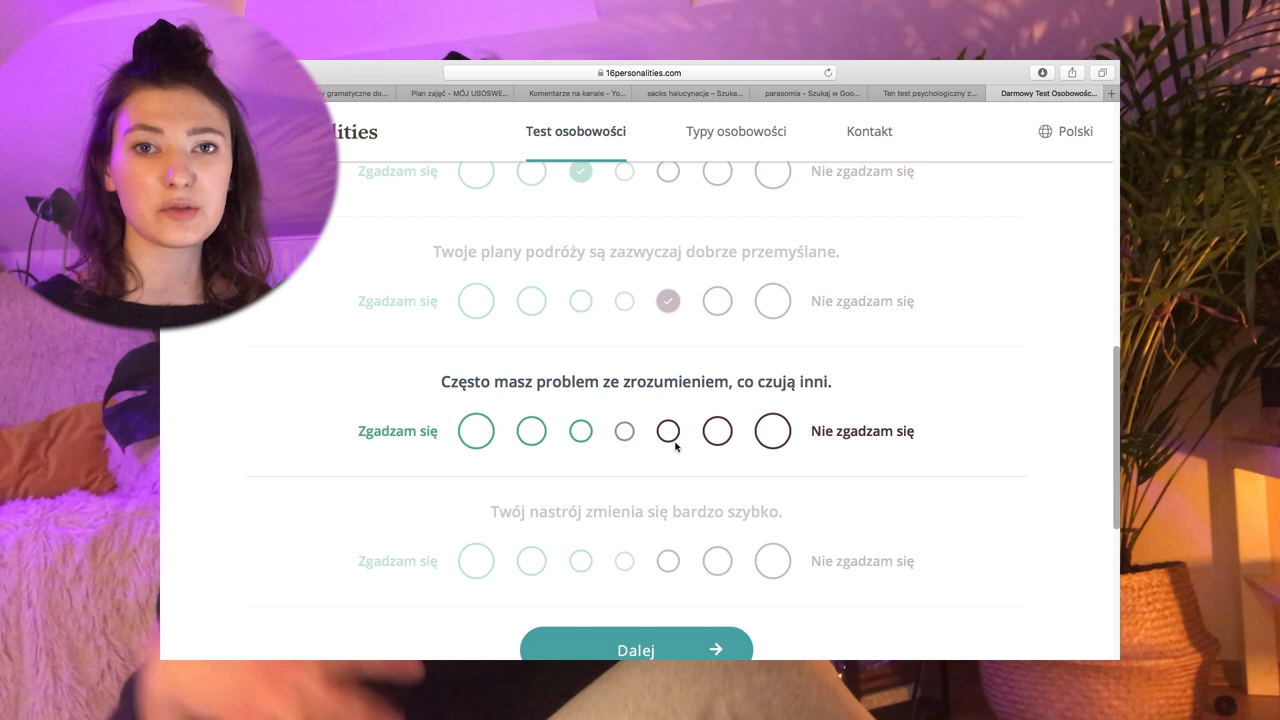 16personalities.com
y gramatyczne do...
Plan zajęć - MÓJ USOSWE...
Komentarze na kanale - Yo...
sacks halucynacje – Szuka...
parasomia - Szukaj w Goo...
Ten test psychologiczny z...
Darmowy Test Osobowośc...
lities
Test osobowości
Typy osobowości
Kontakt
Polski
Zgadzam się
Nie zgadzam się
Twoje plany podróży są zazwyczaj dobrze przemyślane.
Zgadzam się
Nie zgadzam się
Często masz problem ze zrozumieniem, co czują inni.
Zgadzam się
Nie zgadzam się
Twój nastrój zmienia się bardzo szybko.
Zgadzam się
Nie zgadzam się
Dalej